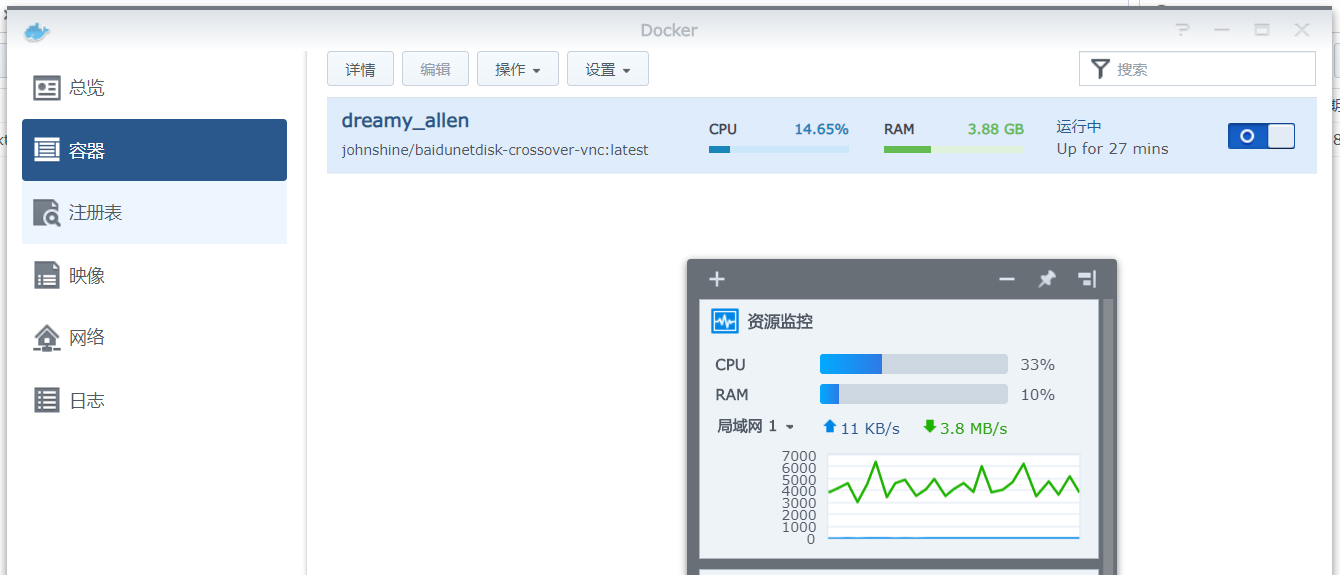 Docker
总览
容器
注册表
映像
网络
日志
详情
编辑
操作
设置
搜索
dreamy_allen
johnshine/baidunetdisk-crossover-vnc:latest
CPU 14.65%
RAM 3.88 GB
运行中
Up for 27 mins
资源监控
CPU 33%
RAM 10%
局域网 1 11 KB/s 3.8 MB/s
7000
6000
5000
4000
3000
2000
1000
0